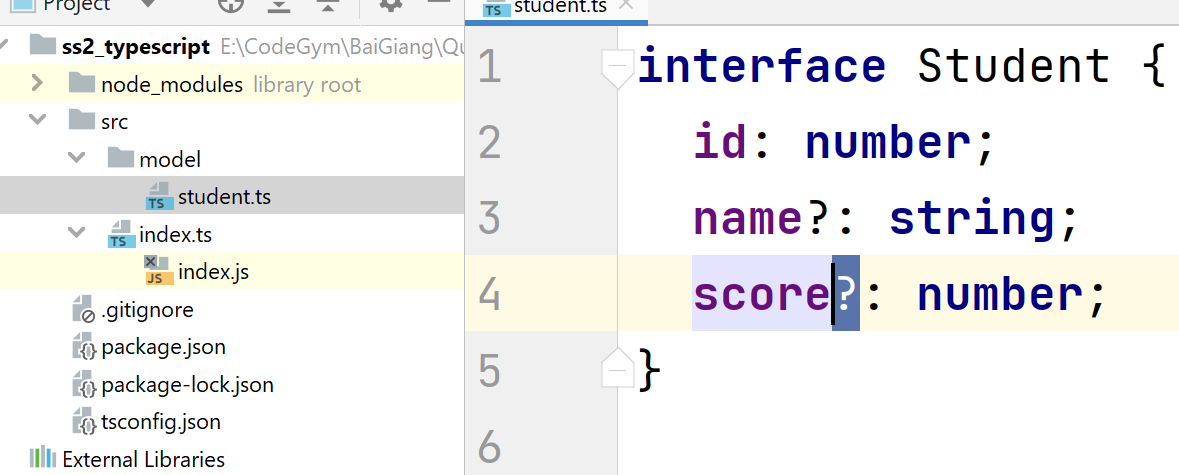 Project
ss2_typescript E:\CodeGym\BaiGiang\Qu
node_modules library root
src
model
TS student.ts
TS index.ts
JS index.js
.gitignore
package.json
package-lock.json
tsconfig.json
External Libraries
TS student.ts
1 interface Student {
2 id: number;
3 name?: string;
4 score?: number;
5 }
6